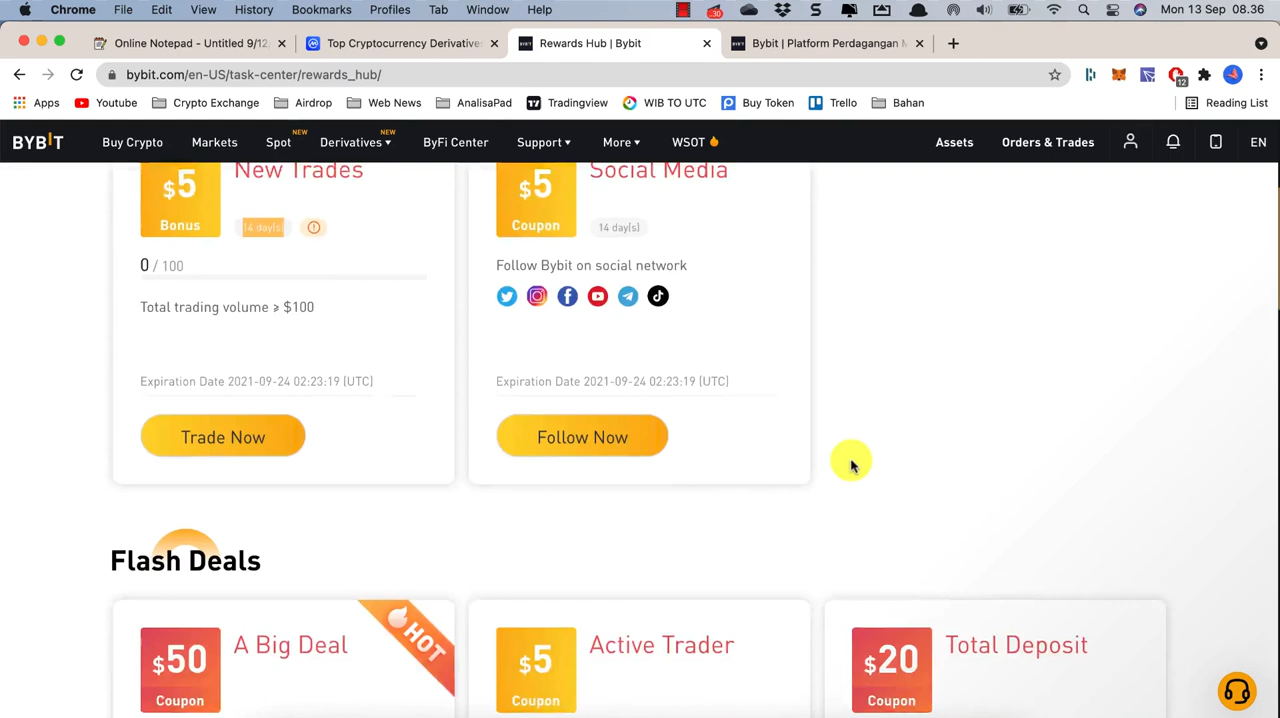 Chrome File Edit View History Bookmarks Profiles Tab Window Help Mon 13 Sep 08.36
Online Notepad - Untitled 9/12, Top Cryptocurrency Derivatives Rewards Hub | Bybit Bybit | Platform Perdagangan M
bybit.com/en-US/task-center/rewards_hub/
Apps Youtube Crypto Exchange Airdrop Web News AnalisaPad Tradingview WIB TO UTC Buy Token Trello Bahan Reading List
BYBIT Buy Crypto Markets Spot NEW Derivatives NEW ByFi Center Support More WSOT Assets Orders & Trades EN
$5 Bonus
New Trades
14 day(s)
0 / 100
Total trading volume ≥ $100
Expiration Date 2021-09-24 02:23:19 (UTC)
Trade Now
$5 Coupon
Social Media
14 day(s)
Follow Bybit on social network
Expiration Date 2021-09-24 02:23:19 (UTC)
Follow Now
Flash Deals
$50 Coupon
A Big Deal
HOT
$5 Coupon
Active Trader
$20 Coupon
Total Deposit